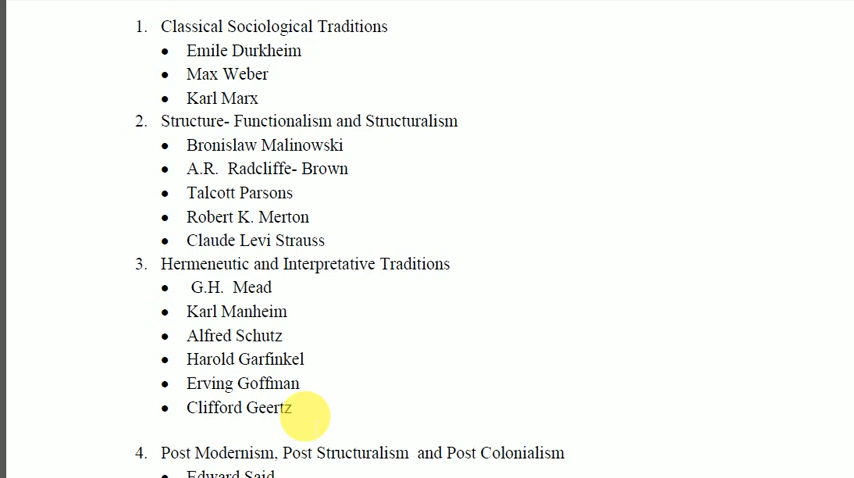 1. Classical Sociological Traditions
• Emile Durkheim
• Max Weber
• Karl Marx
2. Structure- Functionalism and Structuralism
• Bronislaw Malinowski
• A.R. Radcliffe- Brown
• Talcott Parsons
• Robert K. Merton
• Claude Levi Strauss
3. Hermeneutic and Interpretative Traditions
• G.H. Mead
• Karl Manheim
• Alfred Schutz
• Harold Garfinkel
• Erving Goffman
• Clifford Geertz
4. Post Modernism, Post Structuralism and Post Colonialism
• Edward Said